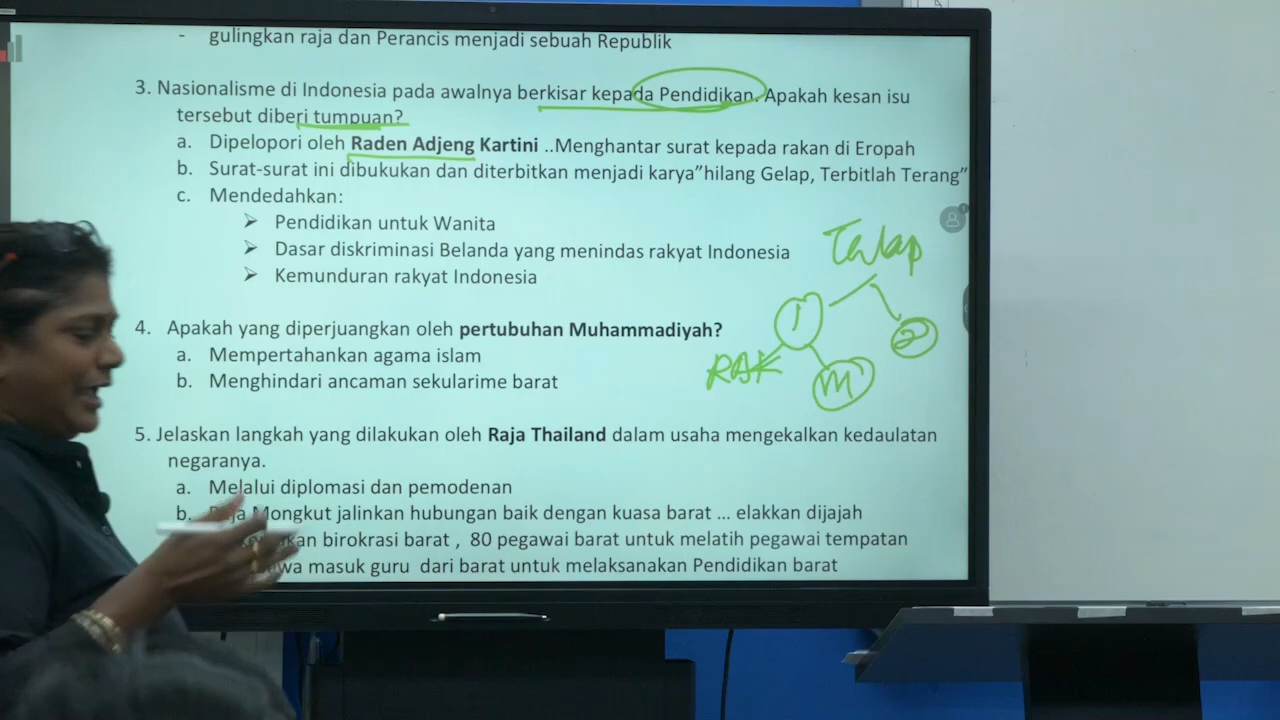 - gulingkan raja dan Perancis menjadi sebuah Republik
3. Nasionalisme di Indonesia pada awalnya berkisar kepada Pendidikan. Apakah kesan isu
tersebut diberi tumpuan?
a. Dipelopori oleh Raden Adjeng Kartini ..Menghantar surat kepada rakan di Eropah
b. Surat-surat ini dibukukan dan diterbitkan menjadi karya”hilang Gelap, Terbitlah Terang”
c. Mendedahkan:
➢ Pendidikan untuk Wanita
➢ Dasar diskriminasi Belanda yang menindas rakyat Indonesia
➢ Kemunduran rakyat Indonesia
1
2
RAK
M
4. Apakah yang diperjuangkan oleh pertubuhan Muhammadiyah?
a. Mempertahankan agama islam
b. Menghindari ancaman sekularime barat
5. Jelaskan langkah yang dilakukan oleh Raja Thailand dalam usaha mengekalkan kedaulatan
negaranya.
a. Melalui diplomasi dan pemodenan
b. Mongkut jalinkan hubungan baik dengan kuasa barat ... elakkan dijajah
birokrasi barat , 80 pegawai barat untuk melatih pegawai tempatan
masuk guru dari barat untuk melaksanakan Pendidikan barat